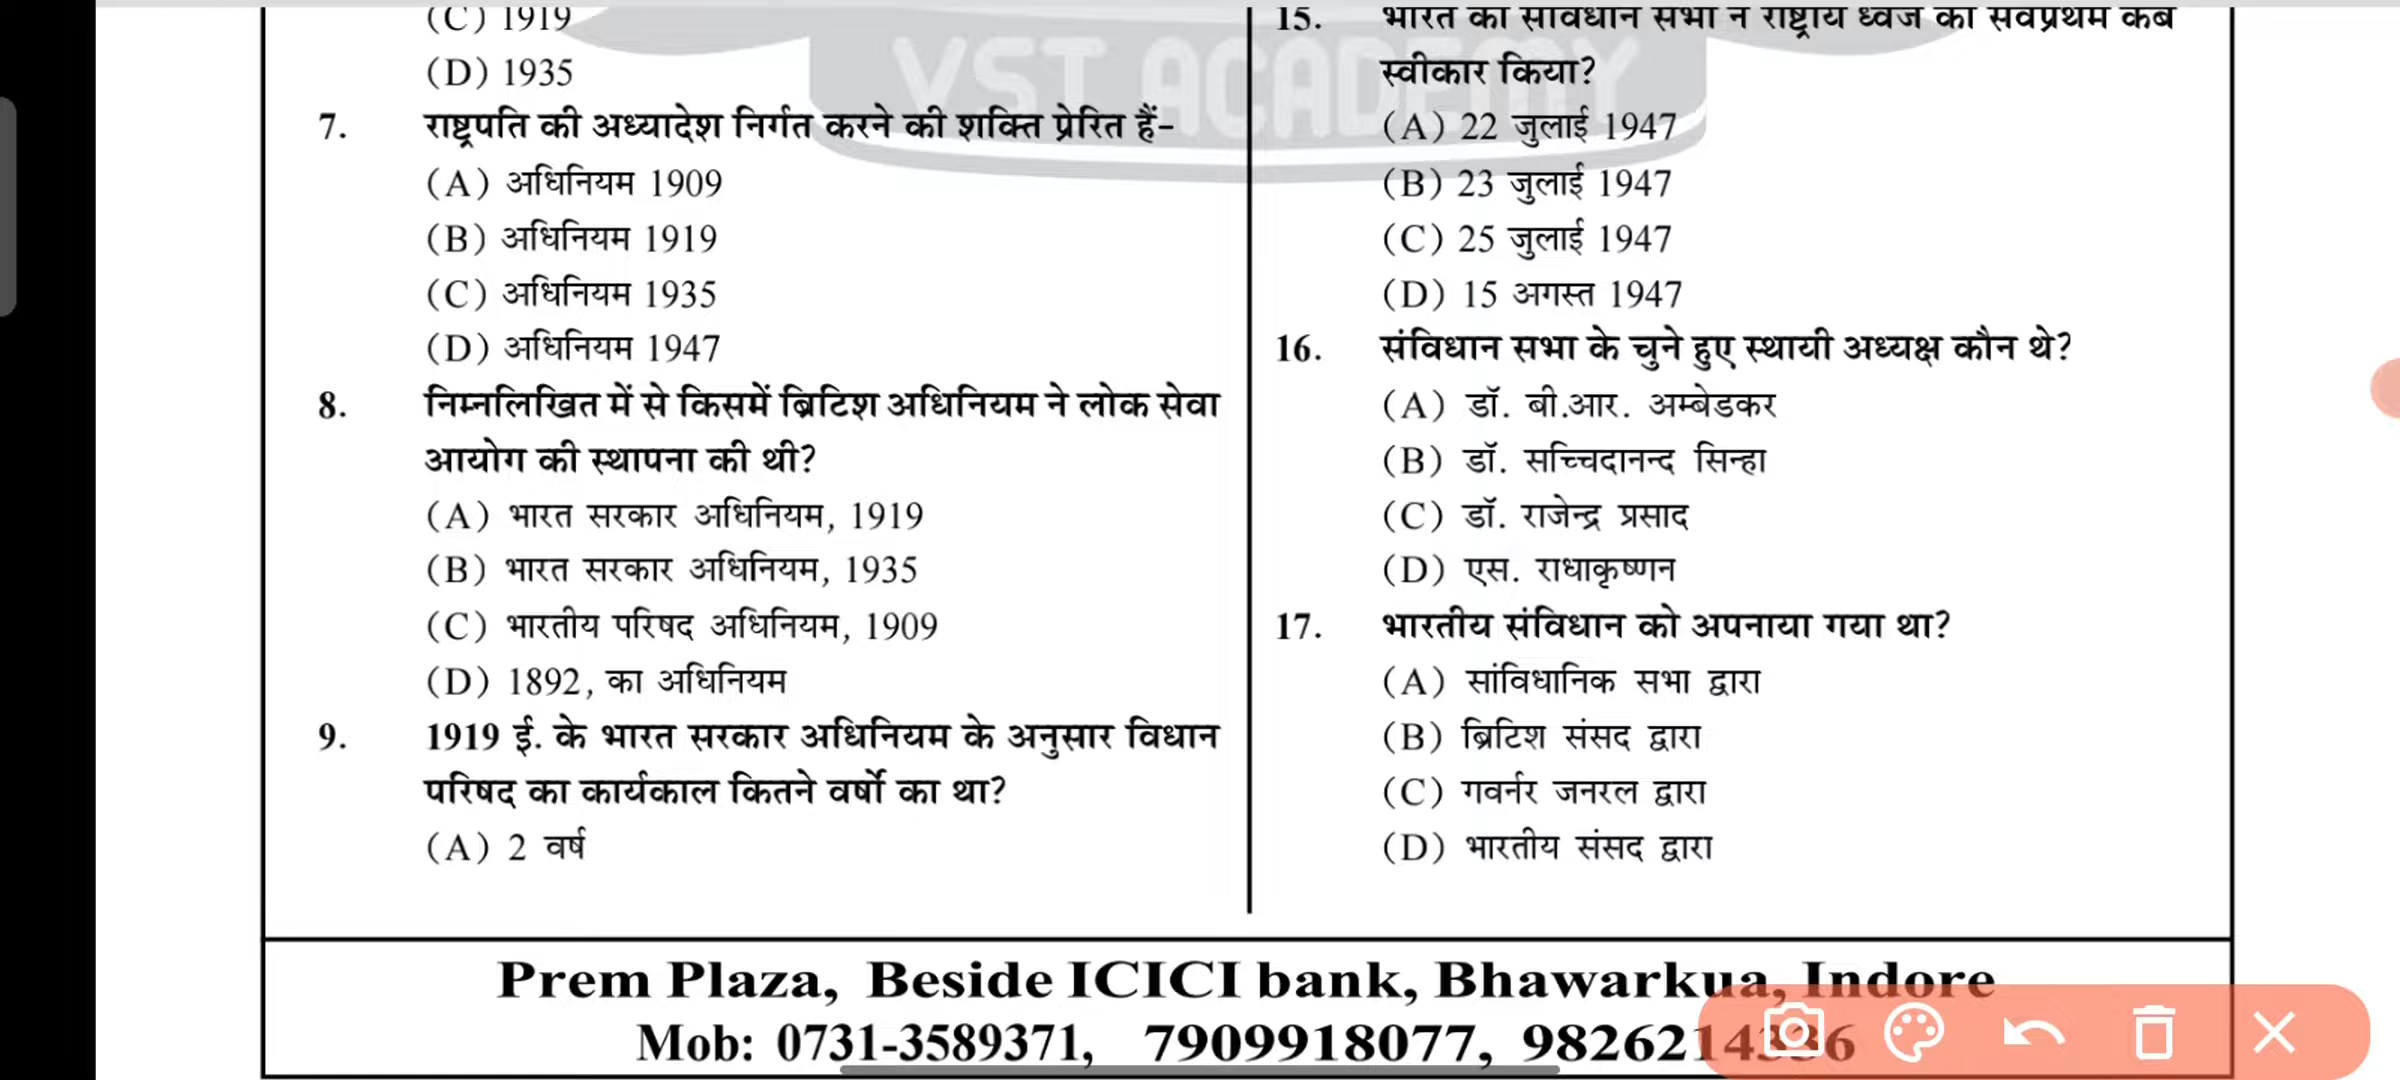 (C) 1919
(D) 1935
7. राष्ट्रपति की अध्यादेश निर्गत करने की शक्ति प्रेरित हैं-
(A) अधिनियम 1909
(B) अधिनियम 1919
(C) अधिनियम 1935
(D) अधिनियम 1947
8. निम्नलिखित में से किसमें ब्रिटिश अधिनियम ने लोक सेवा
आयोग की स्थापना की थी?
(A) भारत सरकार अधिनियम, 1919
(B) भारत सरकार अधिनियम, 1935
(C) भारतीय परिषद अधिनियम, 1909
(D) 1892, का अधिनियम
9. 1919 ई. के भारत सरकार अधिनियम के अनुसार विधान
परिषद का कार्यकाल कितने वर्षों का था?
(A) 2 वर्ष
15. भारत की संविधान सभा ने राष्ट्रीय ध्वज को सर्वप्रथम कब
स्वीकार किया?
(A) 22 जुलाई 1947
(B) 23 जुलाई 1947
(C) 25 जुलाई 1947
(D) 15 अगस्त 1947
16. संविधान सभा के चुने हुए स्थायी अध्यक्ष कौन थे?
(A) डॉ. बी.आर. अम्बेडकर
(B) डॉ. सच्चिदानन्द सिन्हा
(C) डॉ. राजेन्द्र प्रसाद
(D) एस. राधाकृष्णन
17. भारतीय संविधान को अपनाया गया था?
(A) सांविधानिक सभा द्वारा
(B) ब्रिटिश संसद द्वारा
(C) गवर्नर जनरल द्वारा
(D) भारतीय संसद द्वारा
VST ACADEMY
Prem Plaza, Beside ICICI bank, Bhawarkua, Indore
Mob: 0731-3589371, 7909918077, 9826214336